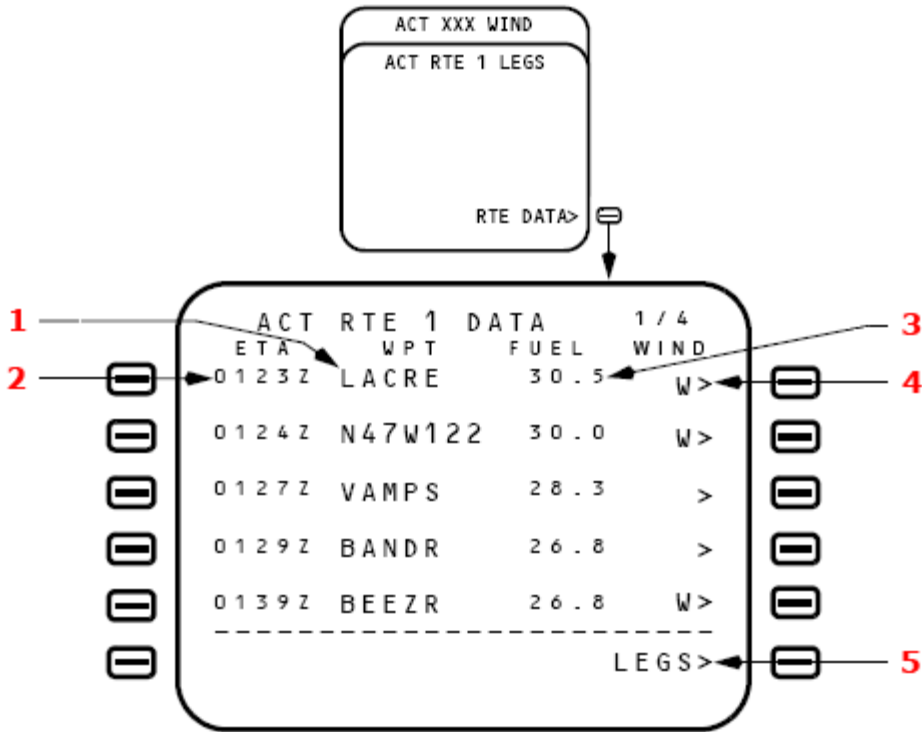 ACT XXX WIND
ACT RTE 1 LEGS
RTE DATA>
1 ACT RTE 1 DATA 1/4 3
ETA WPT FUEL WIND
2 0123Z LACRE 30.5 W> 4
0124Z N47W122 30.0 W>
0127Z VAMPS 28.3 >
0129Z BANDR 26.8 >
0139Z BEEZR 26.8 W>
------------------------
LEGS> 5